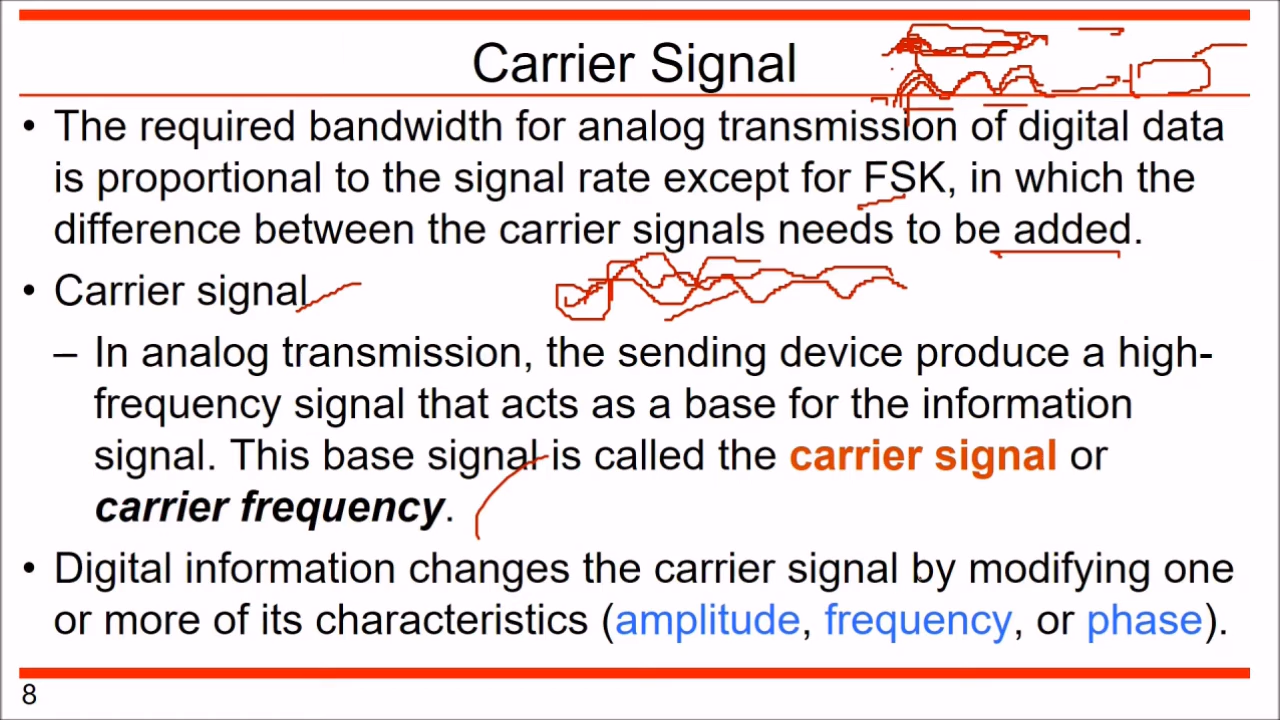 Carrier Signal
• The required bandwidth for analog transmission of digital data
is proportional to the signal rate except for FSK, in which the
difference between the carrier signals needs to be added.
• Carrier signal
– In analog transmission, the sending device produce a high-
frequency signal that acts as a base for the information
signal. This base signal is called the carrier signal or
carrier frequency.
• Digital information changes the carrier signal by modifying one
or more of its characteristics (amplitude, frequency, or phase).
8